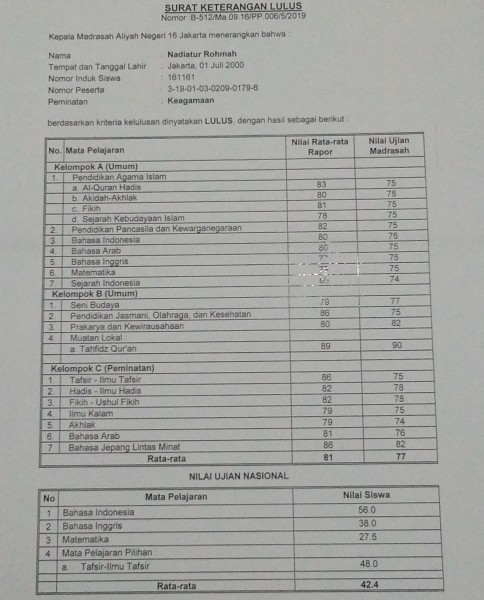 SURAT KETERANGAN LULUS
Nomor :B-512/Ma.09.16/PP.006/5/2019
Kepala Madrasah Aliyah Negeri 16 Jakarta menerangkan bahwa :
Nama : Nadiatur Rohmah
Tempat dan Tanggal Lahir : Jakarta, 01 Juli 2000
Nomor Induk Siswa : 161161
Nomor Peserta : 3-19-01-03-0209-0179-6
Peminatan : Keagamaan
berdasarkan kriteria kelulusan dinyatakan LULUS, dengan hasil sebagai berikut :
No. Mata Pelajaran Nilai Rata-rata Rapor Nilai Ujian Madrasah
Kelompok A (Umum)
1. Pendidikan Agama Islam
a. Al-Quran Hadis 83 75
b. Akidah-Akhlak 80 75
c. Fikih 81 75
d. Sejarah Kebudayaan Islam 78 75
2. Pendidikan Pancasila dan Kewarganegaraan 82 75
3 Bahasa Indonesia 80 75
4 Bahasa Arab 80 75
5 Bahasa Inggris 75
6. Matematika 75
7. Sejarah Indonesia 74
Kelompok B (Umum)
1 Seni Budaya 79 77
2. Pendidikan Jasmani, Olahraga, dan Kesehatan 86 75
3. Prakarya dan Kewirausahaan 80 82
4. Muatan Lokal
a. Tahfidz Qur'an 89 90
Kelompok C (Peminatan)
1. Tafsir - Ilmu Tafsir 86 75
2. Hadis - Ilmu Hadis 82 78
3. Fikih - Ushul Fikih 82 78
4. Ilmu Kalam 79 75
5. Akhlak 79 74
6. Bahasa Arab 81 76
7 Bahasa Jepang Lintas Minat 86 82
Rata-rata 81 77
NILAI UJIAN NASIONAL
No Mata Pelajaran Nilai Siswa
1 Bahasa Indonesia 56.0
2 Bahasa Inggris 38.0
3 Matematika 27.5
4 Mata Pelajaran Pilihan
a. Tafsir-Ilmu Tafsir 48.0
Rata-rata 42.4